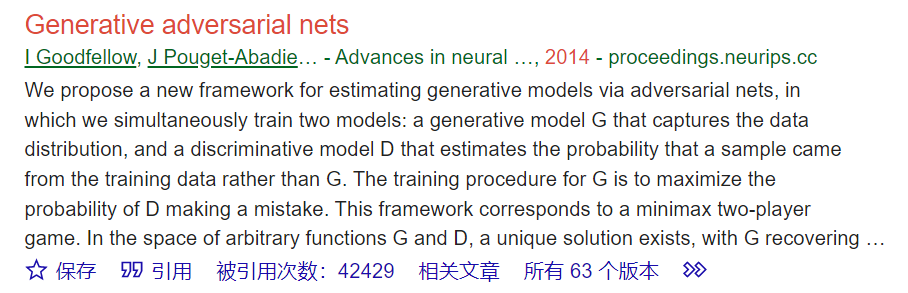 Generative adversarial nets
I Goodfellow, J Pouget-Abadie… - Advances in neural …, 2014 - proceedings.neurips.cc
We propose a new framework for estimating generative models via adversarial nets, in
which we simultaneously train two models: a generative model G that captures the data
distribution, and a discriminative model D that estimates the probability that a sample came
from the training data rather than G. The training procedure for G is to maximize the
probability of D making a mistake. This framework corresponds to a minimax two-player
game. In the space of arbitrary functions G and D, a unique solution exists, with G recovering …
保存 引用 被引用次数：42429 相关文章 所有 63 个版本